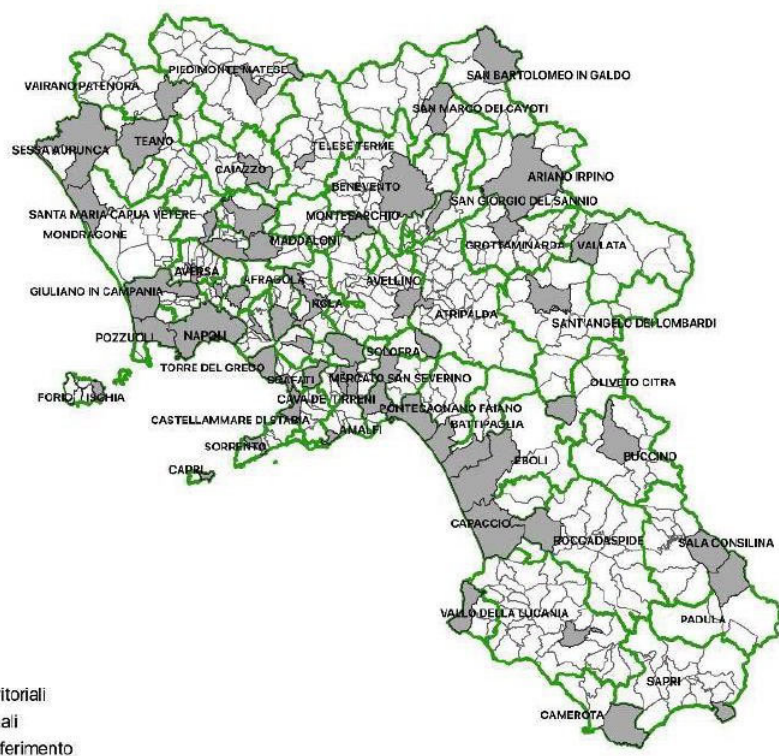 PIEDIMONTE MATESE
SAN BARTOLOMEO IN GALDO
VAIRANO PATENORA
SAN MARCO DEI CAVOTI
TEANO
SESSA AURUNCA
TELESE TERME
CAIAZZO
ARIANO IRPINO
BENEVENTO
SAN GIORGIO DEL SANNIO
SANTA MARIA CAPUA VETERE
MONTESARCHIO
MONDRAGONE
MADDALONI
GROTTAMINARDA
VALLATA
AVERSA
AFRAGOLA
AVELLINO
GIULIANO IN CAMPANIA
NOLA
ATRIPALDA
SANT'ANGELO DEI LOMBARDI
POZZUOLI
NAPOLI
SOLOFRA
TORRE DEL GRECO
SCAFATI
MERCATO SAN SEVERINO
OLIVETO CITRA
FORIO
ISCHIA
CAVA DE' TIRRENI
PONTECAGNANO FAIANO
CASTELLAMMARE DI STABIA
AMALFI
BATTIPAGLIA
SORRENTO
EBOLI
BUCCINO
CAPRI
CAPACCIO
ROCCADASPIDE
SALA CONSILINA
VALLO DELLA LUCANIA
PADULA
SAPRI
CAMEROTA
itoriali
ali
ferimento